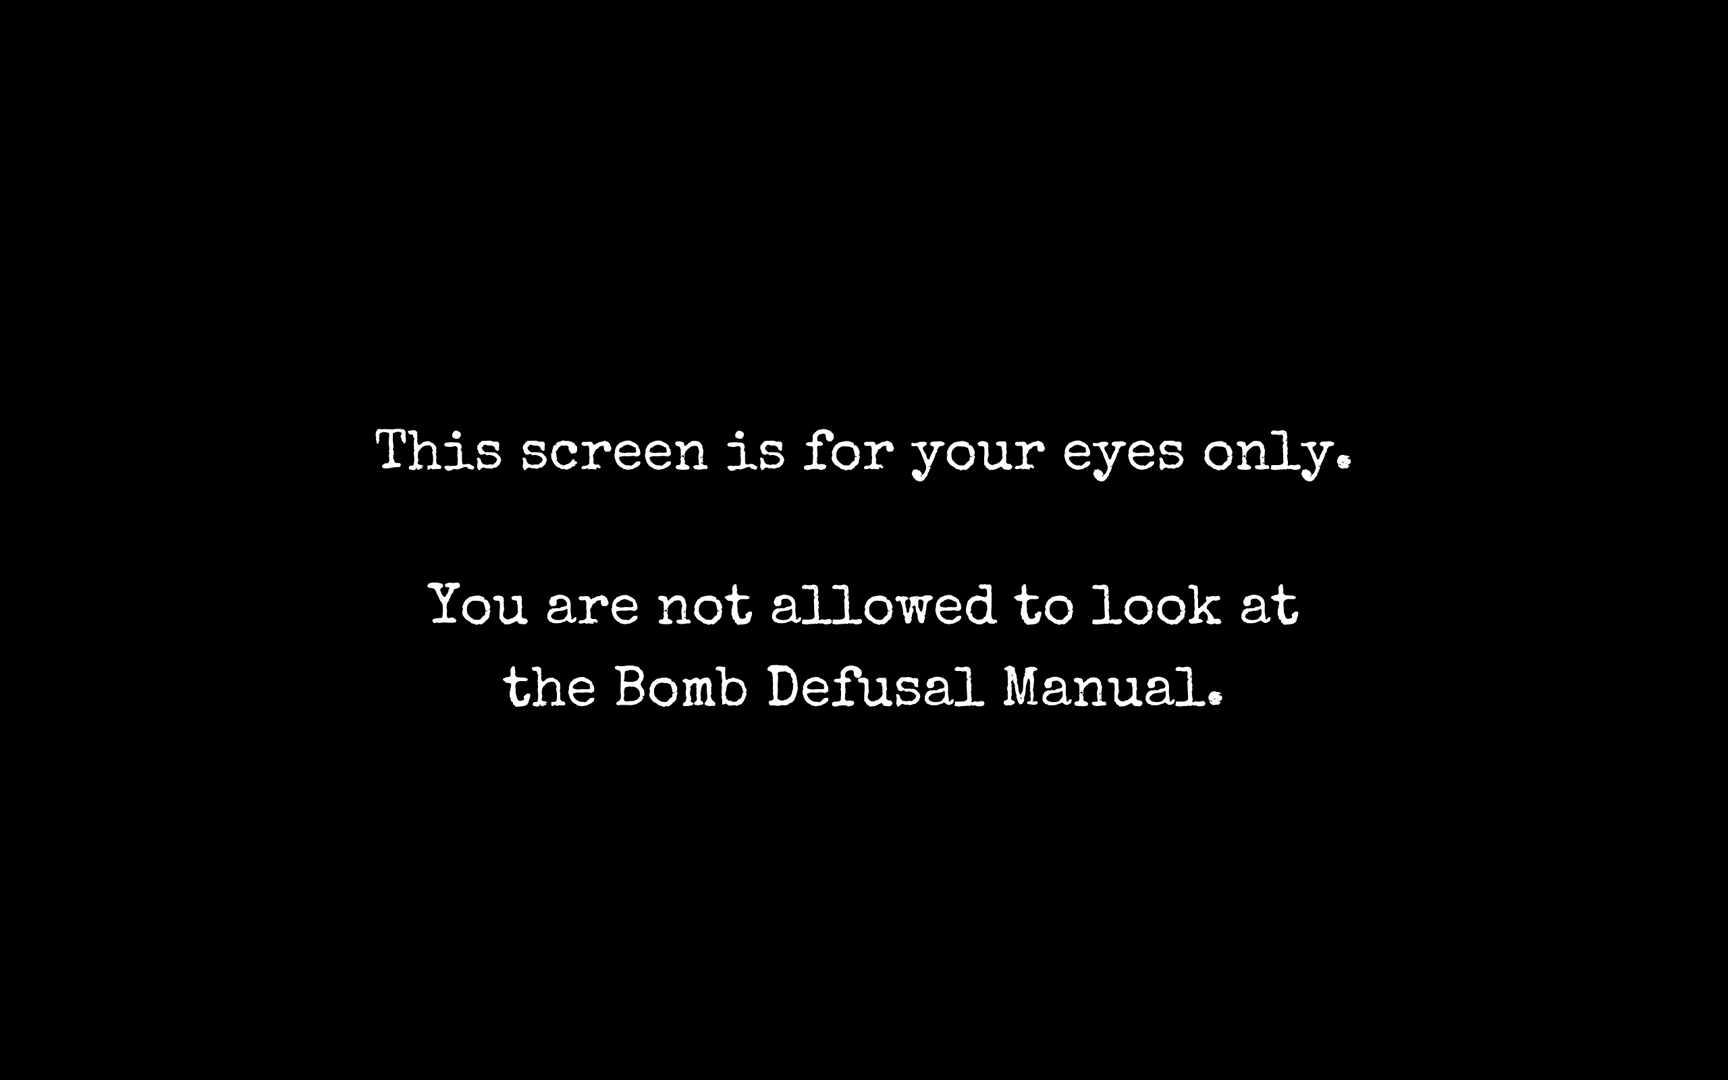 This screen is for your eyes only.
You are not allowed to look at
the Bomb Defusal Manual.